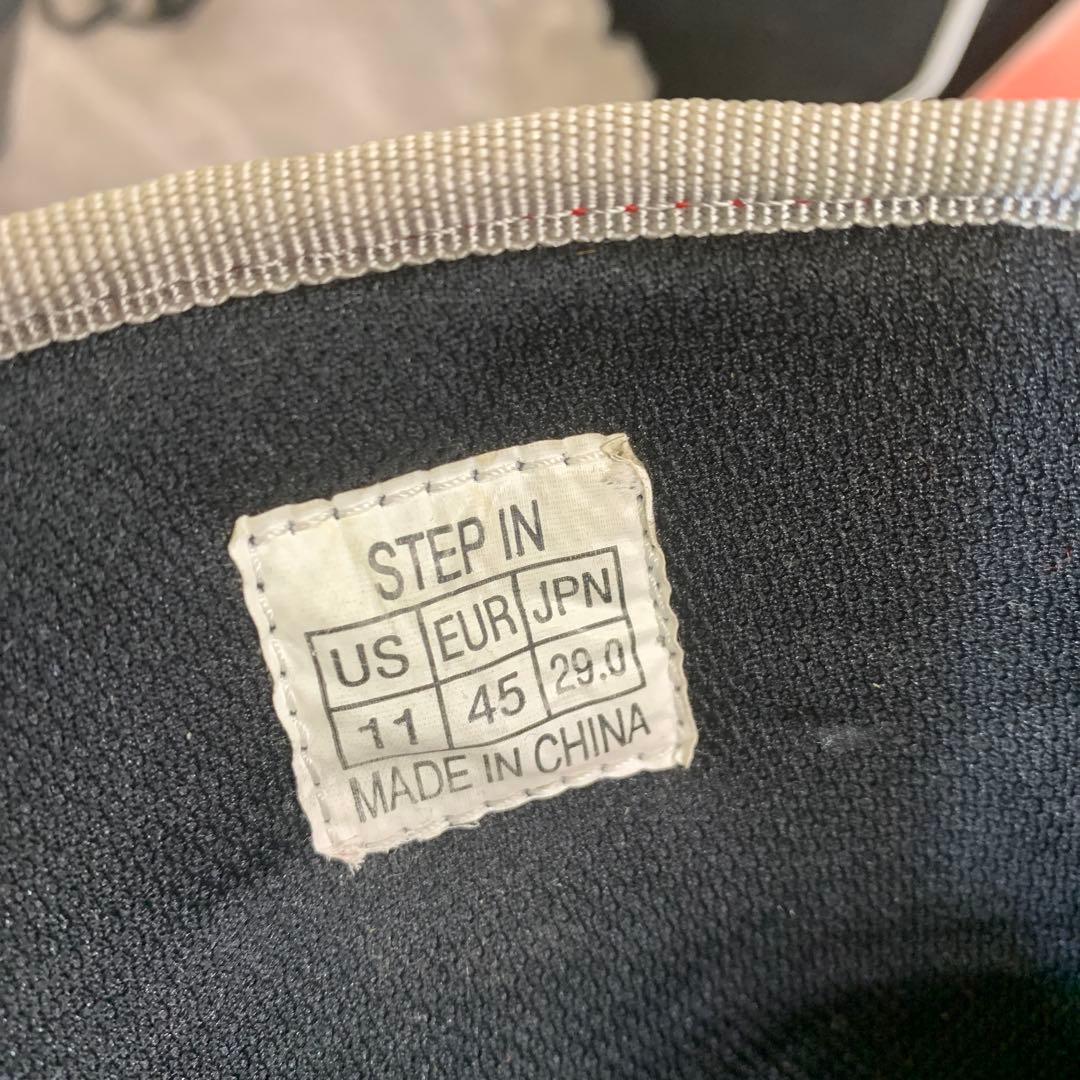 STEP IN
US EUR JPN
11 45 29.0
MADE IN CHINA